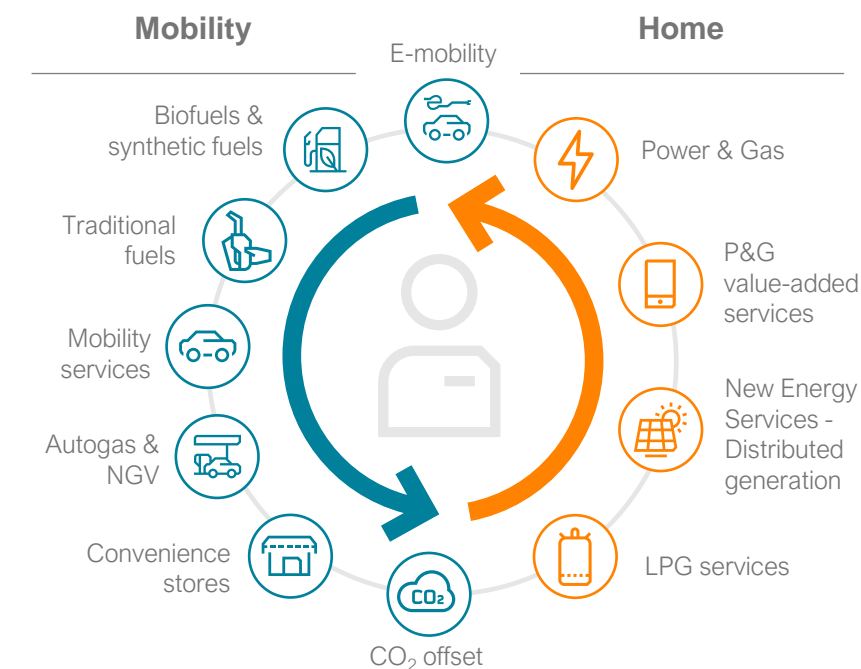 Mobility
Home
E-mobility
Biofuels &
synthetic fuels
Power & Gas
Traditional
fuels
P&G
value-added
services
Mobility
services
New Energy
Services -
Distributed
generation
Autogas &
NGV
Convenience
stores
LPG services
CO₂
CO₂ offset